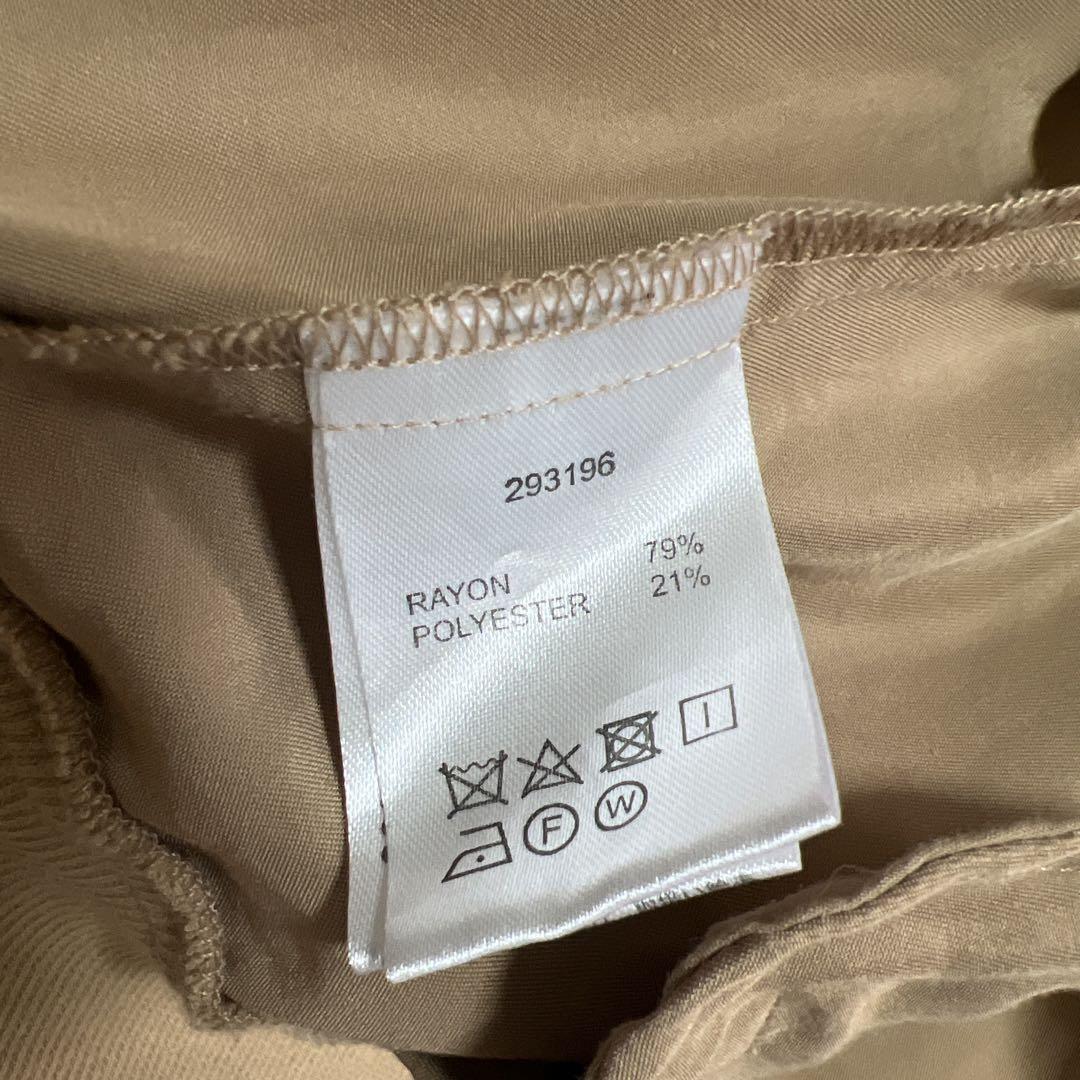 293196
RAYON 79%
POLYESTER 21%
F W